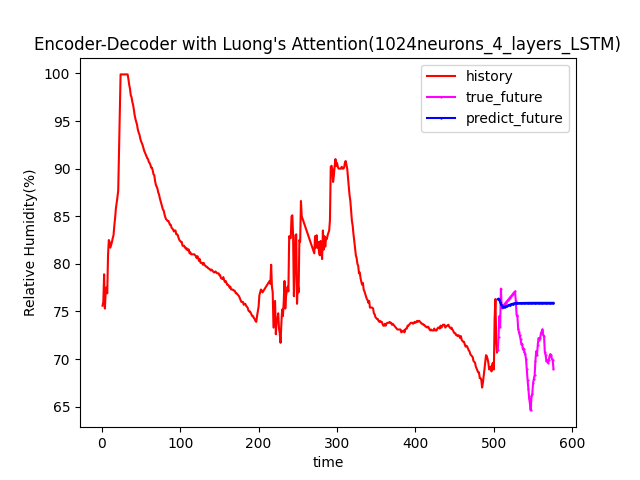 Encoder-Decoder with Luong's Attention(1024neurons_4_layers_LSTM)
history
true_future
predict_future
Relative Humidity(%)
100
95
90
85
80
75
70
65
0 100 200 300 400 500 600
time